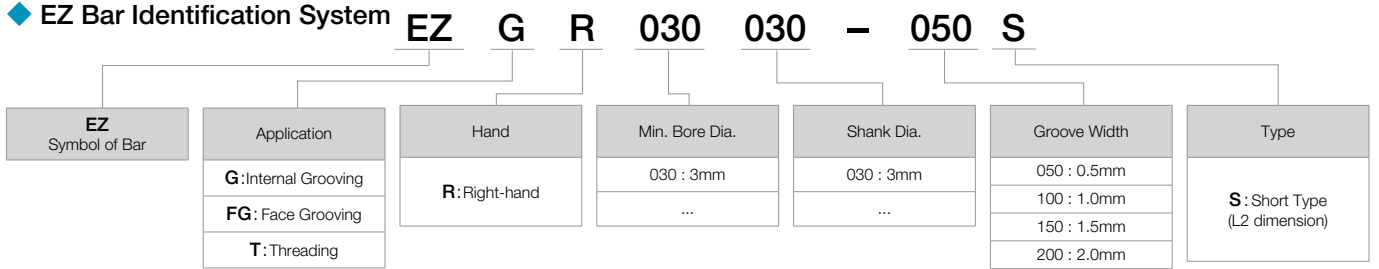 ◆ EZ Bar Identification System
EZ G R 030 030 – 050 S
EZ
Symbol of Bar
Application
G:Internal Grooving
FG: Face Grooving
T:Threading
Hand
R:Right-hand
Min. Bore Dia.
030 : 3mm
...
Shank Dia.
030 : 3mm
...
Groove Width
050 : 0.5mm
100 : 1.0mm
150 : 1.5mm
200 : 2.0mm
Type
S: Short Type
(L2 dimension)